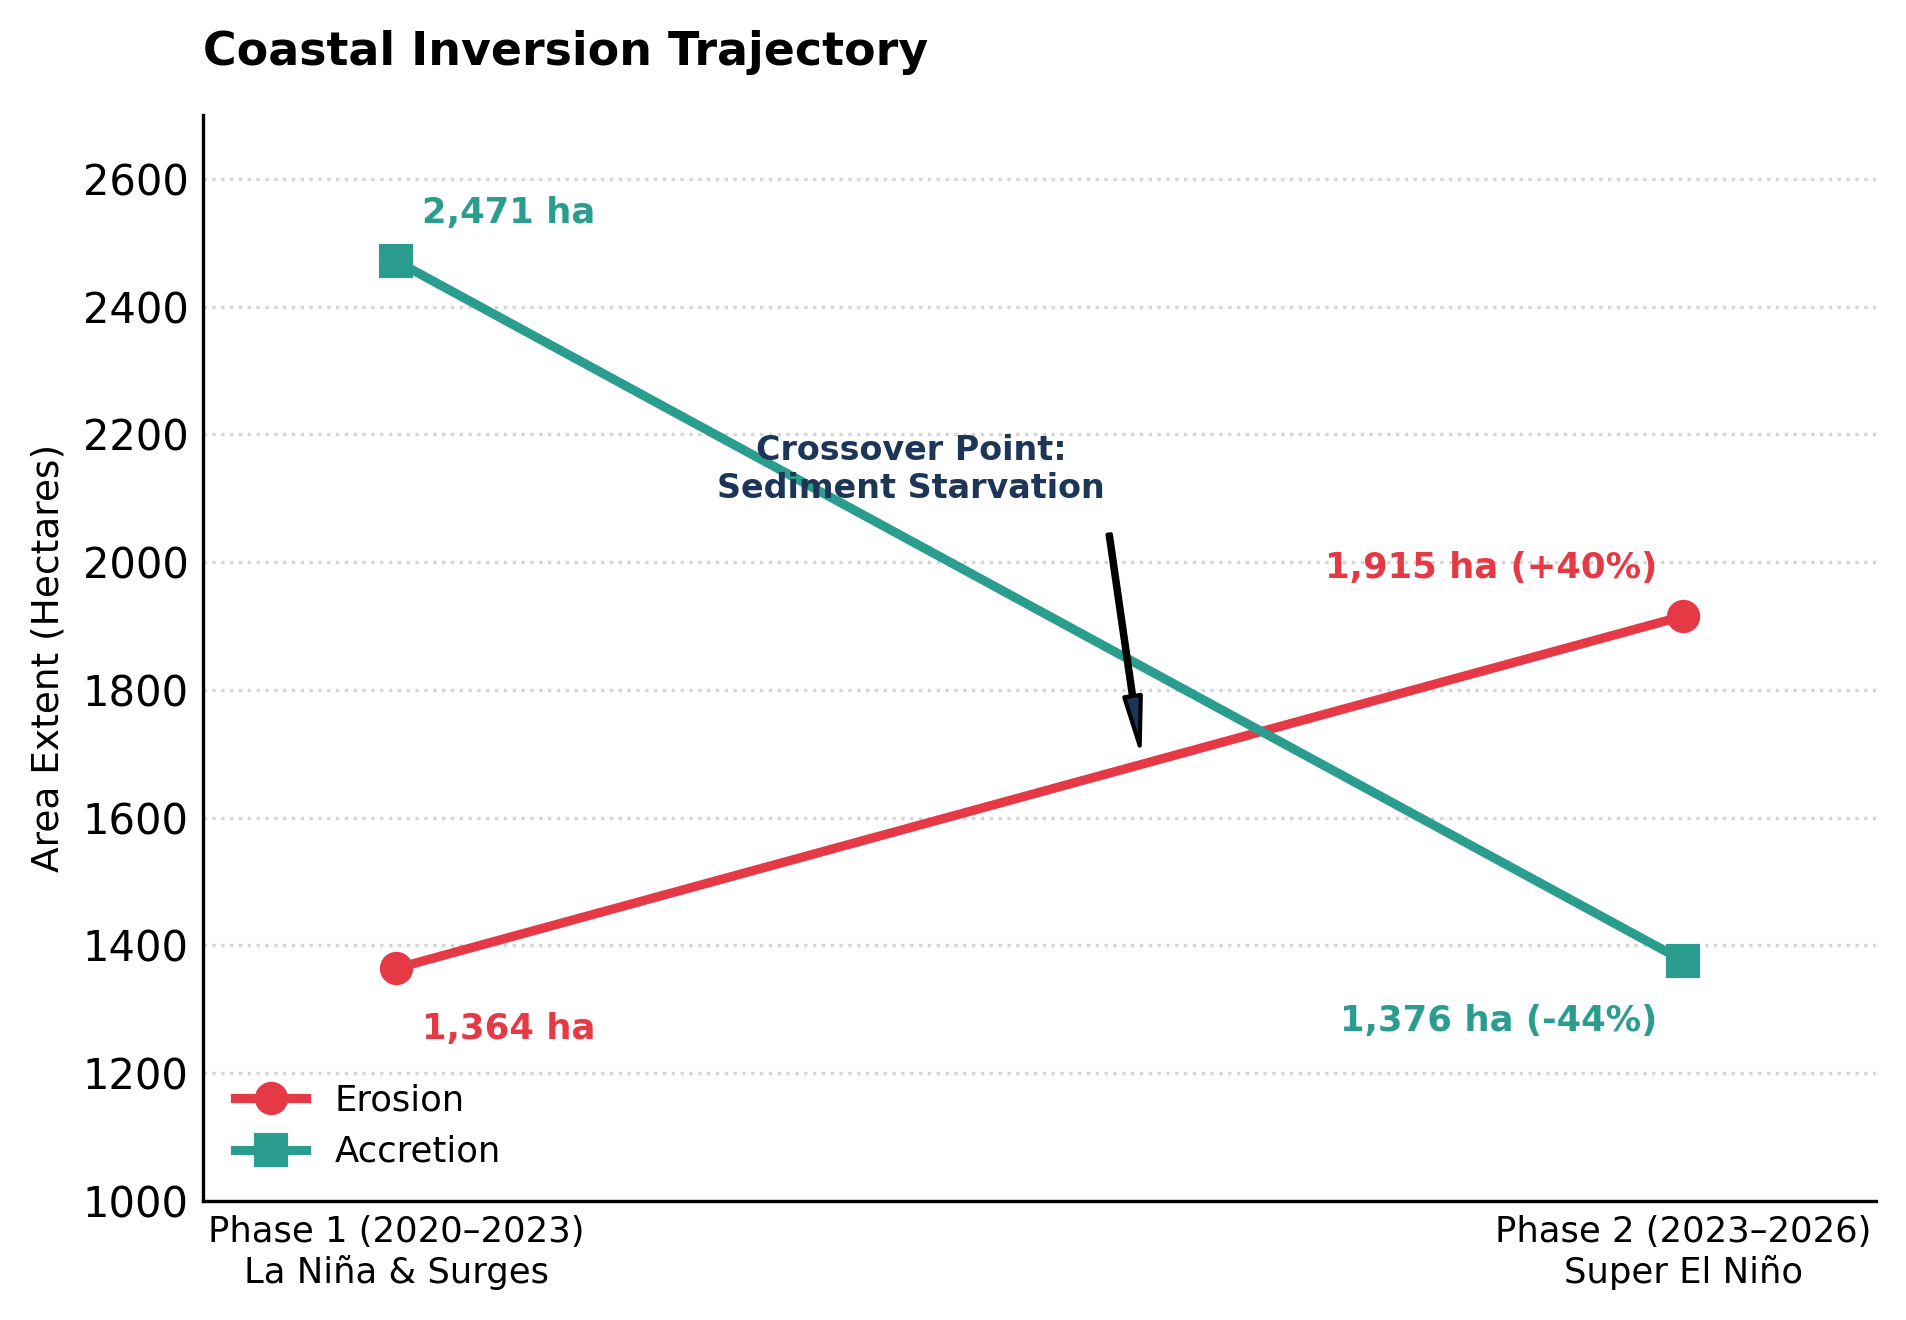 Coastal Inversion Trajectory
Area Extent (Hectares)
2600
2400
2200
2000
1800
1600
1400
1200
1000
2,471 ha
Crossover Point:
Sediment Starvation
1,915 ha (+40%)
1,364 ha
1,376 ha (-44%)
Erosion
Accretion
Phase 1 (2020–2023)
La Niña & Surges
Phase 2 (2023–2026)
Super El Niño